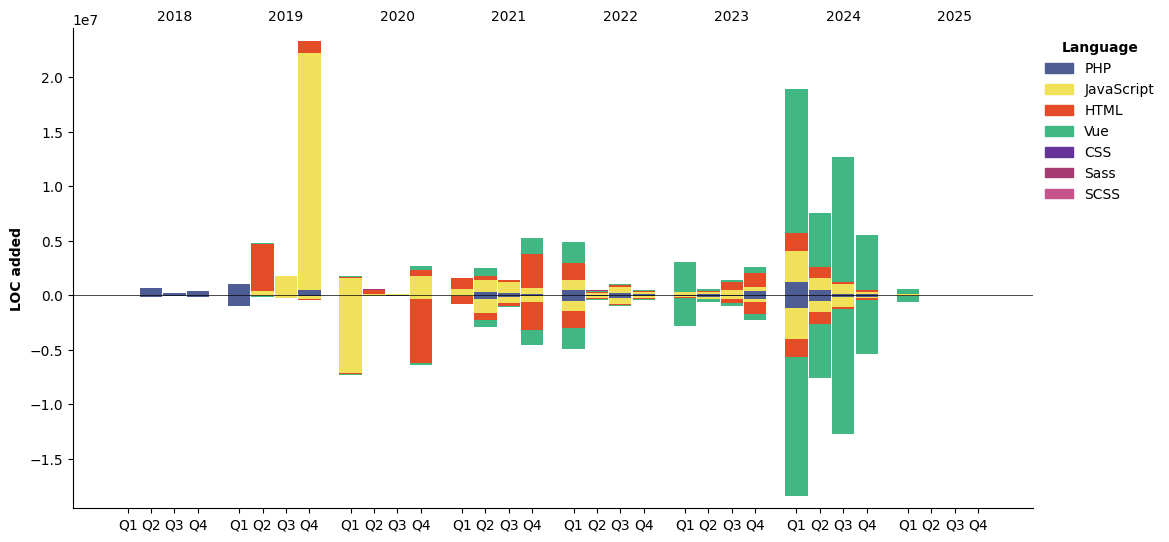 2018 2019 2020 2021 2022 2023 2024 2025
1e7
LOC added
2.0
1.5
1.0
0.5
0.0
−0.5
−1.0
−1.5
Q1 Q2 Q3 Q4 Q1 Q2 Q3 Q4 Q1 Q2 Q3 Q4 Q1 Q2 Q3 Q4 Q1 Q2 Q3 Q4 Q1 Q2 Q3 Q4 Q1 Q2 Q3 Q4 Q1 Q2 Q3 Q4
Language
PHP
JavaScript
HTML
Vue
CSS
Sass
SCSS